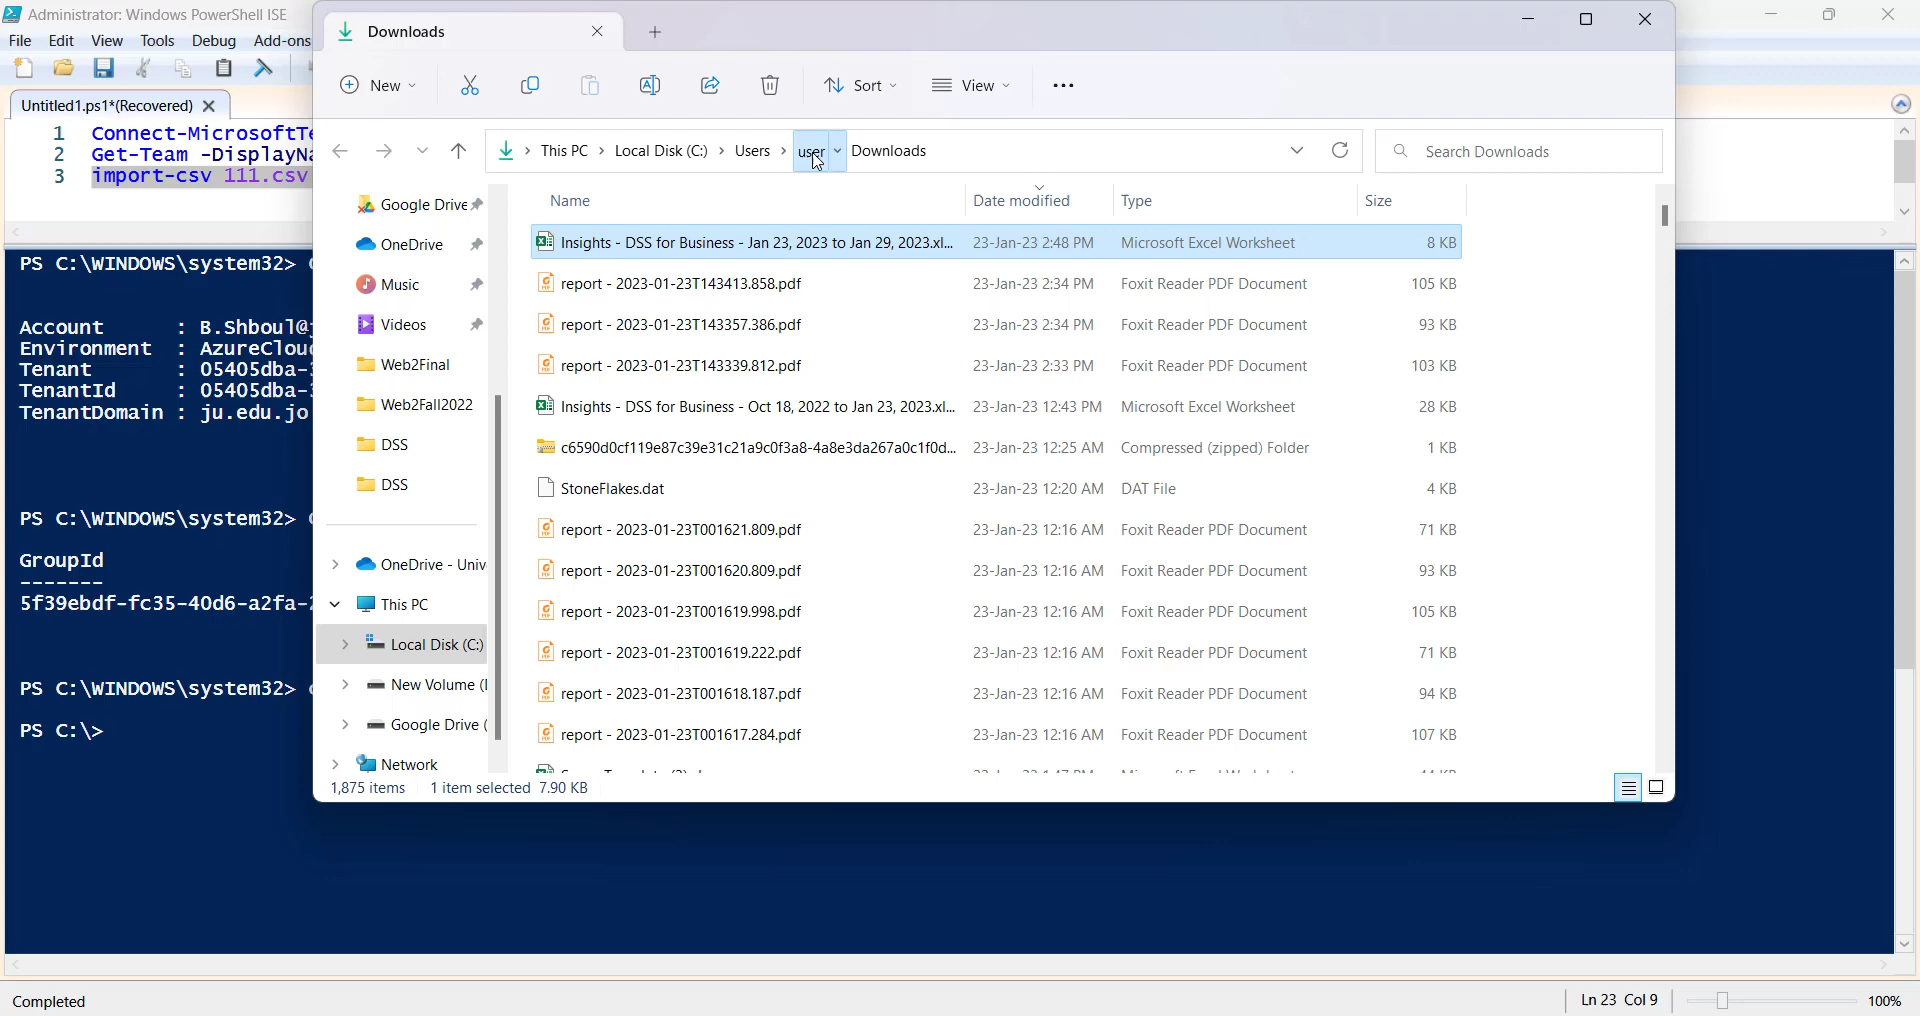 Administrator: Windows PowerShell ISE
File Edit View Tools Debug Add-ons
Untitled1.ps1*(Recovered)
1 Connect-MicrosoftTe
2 Get-Team -DisplayNa
3 import-csv 111.csv
PS C:\WINDOWS\system32>
Account : B.Shboul@
Environment : AzureCloud
Tenant : 05405dba-
TenantId : 05405dba-
TenantDomain : ju.edu.jo
PS C:\WINDOWS\system32>
GroupId
-------
5f39ebdf-fc35-40d6-a2fa-
PS C:\WINDOWS\system32>
PS C:\>
Completed
Ln 23 Col 9
100%
Downloads
New
Sort
View
This PC > Local Disk (C:) > Users > user Downloads
Search Downloads
Google Drive
OneDrive
Music
Videos
Web2Final
Web2Fall2022
DSS
DSS
OneDrive - Univ
This PC
Local Disk (C:)
New Volume (
Google Drive (
Network
Name Date modified Type Size
Insights - DSS for Business - Jan 23, 2023 to Jan 29, 2023.xl... 23-Jan-23 2:48 PM Microsoft Excel Worksheet 8 KB
report - 2023-01-23T143413.858.pdf 23-Jan-23 2:34 PM Foxit Reader PDF Document 105 KB
report - 2023-01-23T143357.386.pdf 23-Jan-23 2:34 PM Foxit Reader PDF Document 93 KB
report - 2023-01-23T143339.812.pdf 23-Jan-23 2:33 PM Foxit Reader PDF Document 103 KB
Insights - DSS for Business - Oct 18, 2022 to Jan 23, 2023.xl... 23-Jan-23 12:43 PM Microsoft Excel Worksheet 28 KB
c6590d0cf119e87c39e31c21a9c0f3a8-4a8e3da267a0c1f0d... 23-Jan-23 12:25 AM Compressed (zipped) Folder 1 KB
StoneFlakes.dat 23-Jan-23 12:20 AM DAT File 4 KB
report - 2023-01-23T001621.809.pdf 23-Jan-23 12:16 AM Foxit Reader PDF Document 71 KB
report - 2023-01-23T001620.809.pdf 23-Jan-23 12:16 AM Foxit Reader PDF Document 93 KB
report - 2023-01-23T001619.998.pdf 23-Jan-23 12:16 AM Foxit Reader PDF Document 105 KB
report - 2023-01-23T001619.222.pdf 23-Jan-23 12:16 AM Foxit Reader PDF Document 71 KB
report - 2023-01-23T001618.187.pdf 23-Jan-23 12:16 AM Foxit Reader PDF Document 94 KB
report - 2023-01-23T001617.284.pdf 23-Jan-23 12:16 AM Foxit Reader PDF Document 107 KB
1,875 items 1 item selected 7.90 KB